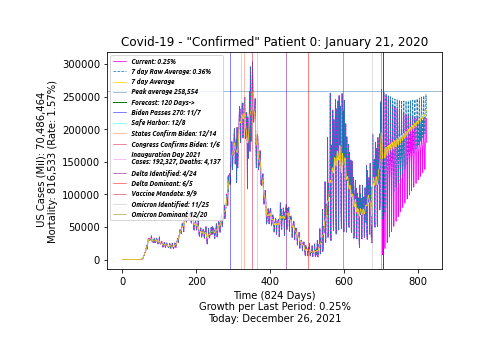 Covid-19 - "Confirmed" Patient 0: January 21, 2020
US Cases (Mill): 70,486,464
Mortality: 816,533 (Rate: 1.57%)
300000
250000
200000
150000
100000
50000
0
Current: 0.25%
7 day Raw Average: 0.36%
7 day Average
Peak average 258,554
Forecast: 120 Days->
Biden Passes 270: 11/7
Safe Harbor: 12/8
States Confirm Biden: 12/14
Congress Confirms Biden: 1/6
Inauguration Day 2021
Cases: 192,327, Deaths: 4,137
Delta Identified: 4/24
Delta Dominant: 6/5
Vaccine Mandate: 9/9
Omicron Identified: 11/25
Omicron Dominant 12/20
0 200 400 600 800
Time (824 Days)
Growth per Last Period: 0.25%
Today: December 26, 2021